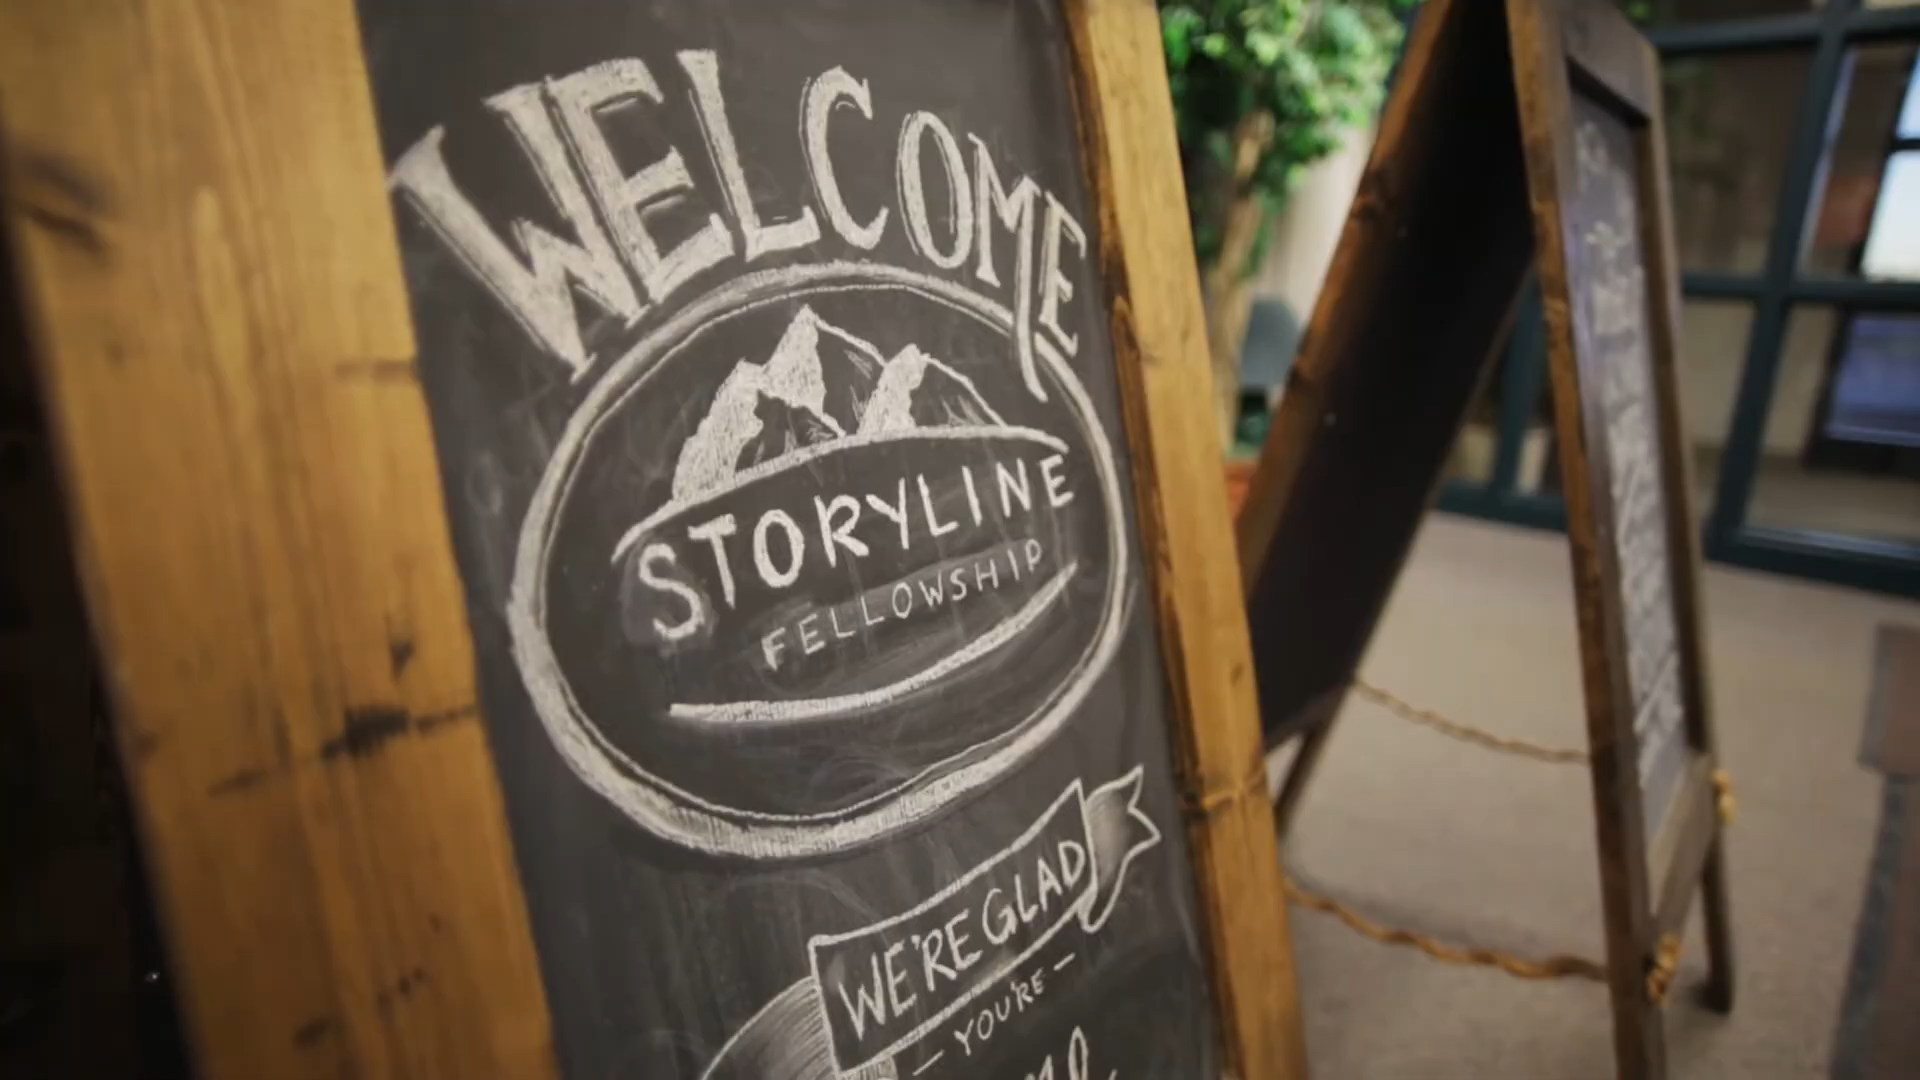 WELCOME
STORYLINE
FELLOWSHIP
WE'RE GLAD
- YOU'RE -